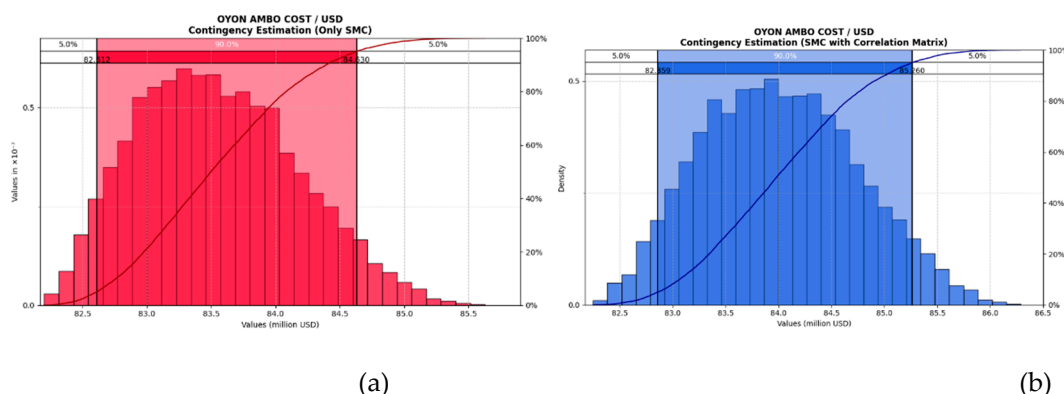 OYON AMBO COST / USD
Contingency Estimation (Only SMC)
5.0% 90.0% 5.0%
82.612 84.630
100%
80%
60%
40%
20%
0%
0.5
0.0
Values in ×10⁻³
82.5 83.0 83.5 84.0 84.5 85.0 85.5
Values (million USD)
(a)
OYON AMBO COST / USD
Contingency Estimation (SMC with Correlation Matrix)
5.0% 90.0% 5.0%
82.859 85.260
100%
80%
60%
40%
20%
0%
0.5
0.0
Density
82.5 83.0 83.5 84.0 84.5 85.0 85.5 86.0 86.5
Values (million USD)
(b)